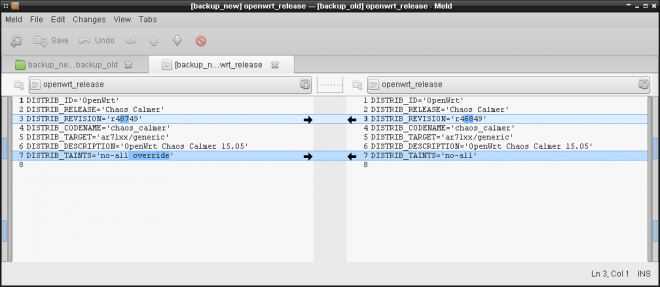 [backup_new] openwrt_release — [backup_old] openwrt_release - Meld
Meld File Edit Changes View Tabs
Save Undo
backup_ne...backup_old
[backup_n...wrt_release
openwrt_release
openwrt_release
1 DISTRIB_ID='OpenWrt'
2 DISTRIB_RELEASE='Chaos Calmer'
3 DISTRIB_REVISION='r48749'
4 DISTRIB_CODENAME='chaos_calmer'
5 DISTRIB_TARGET='ar71xx/generic'
6 DISTRIB_DESCRIPTION='OpenWrt Chaos Calmer 15.05'
7 DISTRIB_TAINTS='no-all override'
8
1 DISTRIB_ID='OpenWrt'
2 DISTRIB_RELEASE='Chaos Calmer'
3 DISTRIB_REVISION='r46849'
4 DISTRIB_CODENAME='chaos_calmer'
5 DISTRIB_TARGET='ar71xx/generic'
6 DISTRIB_DESCRIPTION='OpenWrt Chaos Calmer 15.05'
7 DISTRIB_TAINTS='no-all'
8
Ln 3, Col 1 INS